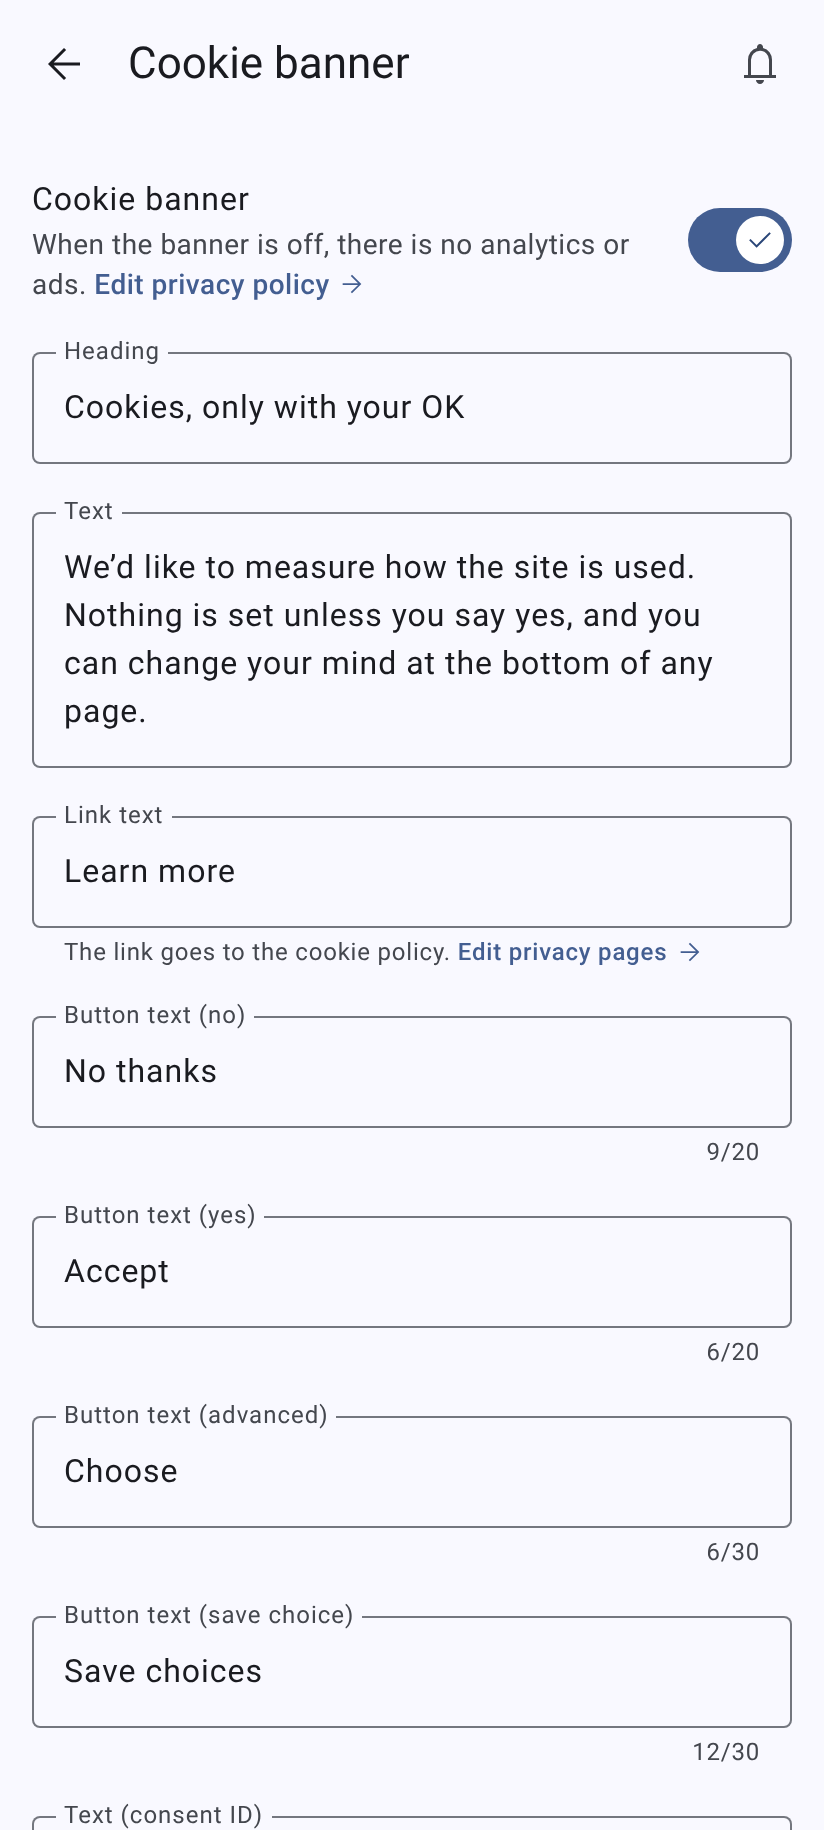 Cookie banner
Cookie banner
When the banner is off, there is no analytics or
ads. Edit privacy policy →
Heading
Cookies, only with your OK
Text
We’d like to measure how the site is used.
Nothing is set unless you say yes, and you
can change your mind at the bottom of any
page.
Link text
Learn more
The link goes to the cookie policy. Edit privacy pages →
Button text (no)
No thanks
9/20
Button text (yes)
Accept
6/20
Button text (advanced)
Choose
6/30
Button text (save choice)
Save choices
12/30
Text (consent ID)